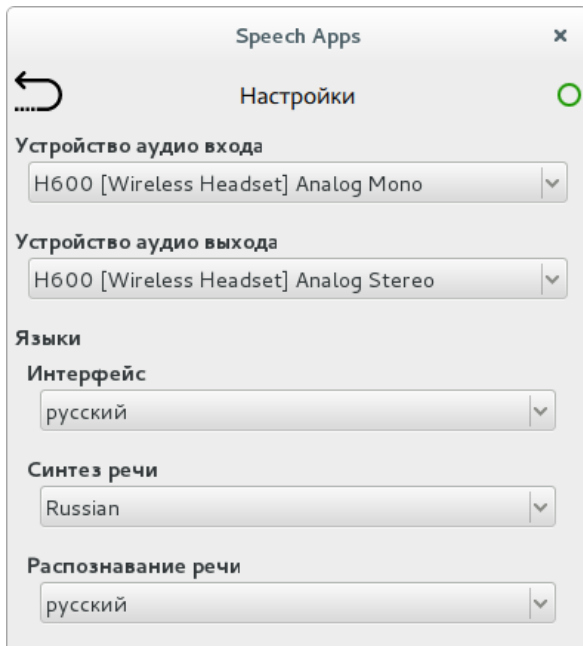 Speech Apps
Настройки
Устройство аудио входа
H600 [Wireless Headset] Analog Mono
Устройство аудио выхода
H600 [Wireless Headset] Analog Stereo
Языки
Интерфейс
русский
Синтез речи
Russian
Распознавание речи
русский